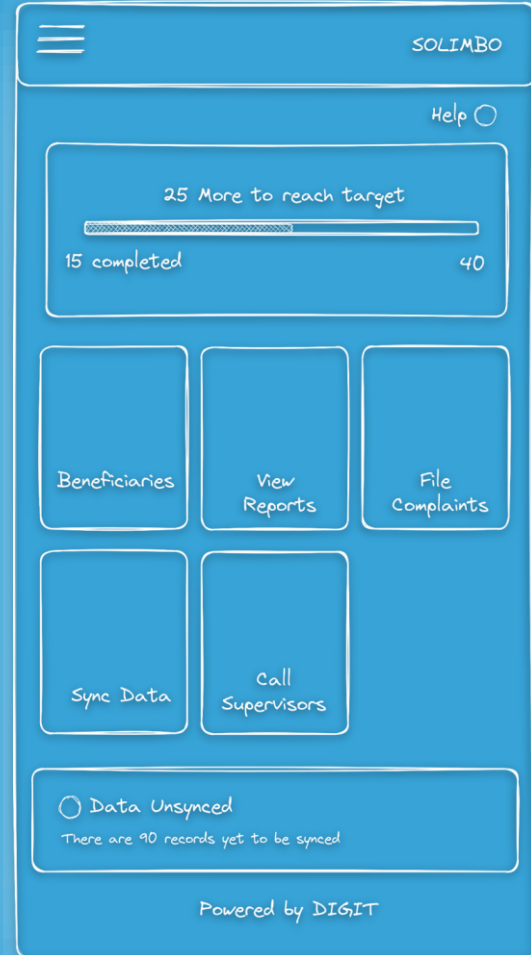 SOLIMBO
Help
25 More to reach target
15 completed
40
Beneficiaries
View
Reports
File
Complaints
Sync Data
Call
Supervisors
Data Unsynced
There are 90 records yet to be synced
Powered by DIGIT